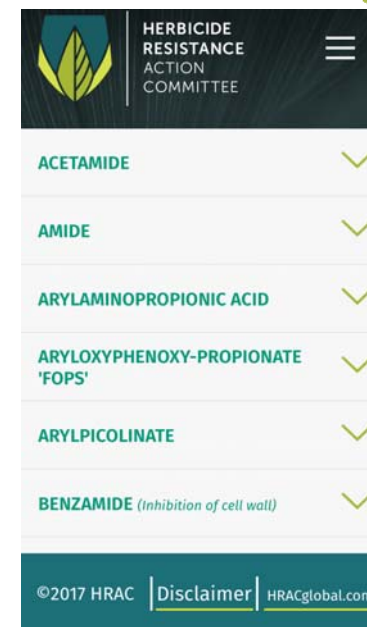 HERBICIDE
RESISTANCE
ACTION
COMMITTEE
ACETAMIDE
AMIDE
ARYLAMINOPROPIONIC ACID
ARYLOXYPHENOXY-PROPIONATE
'FOPS'
ARYLPICOLINATE
BENZAMIDE (Inhibition of cell wall)
©2017 HRAC Disclaimer HRACglobal.com